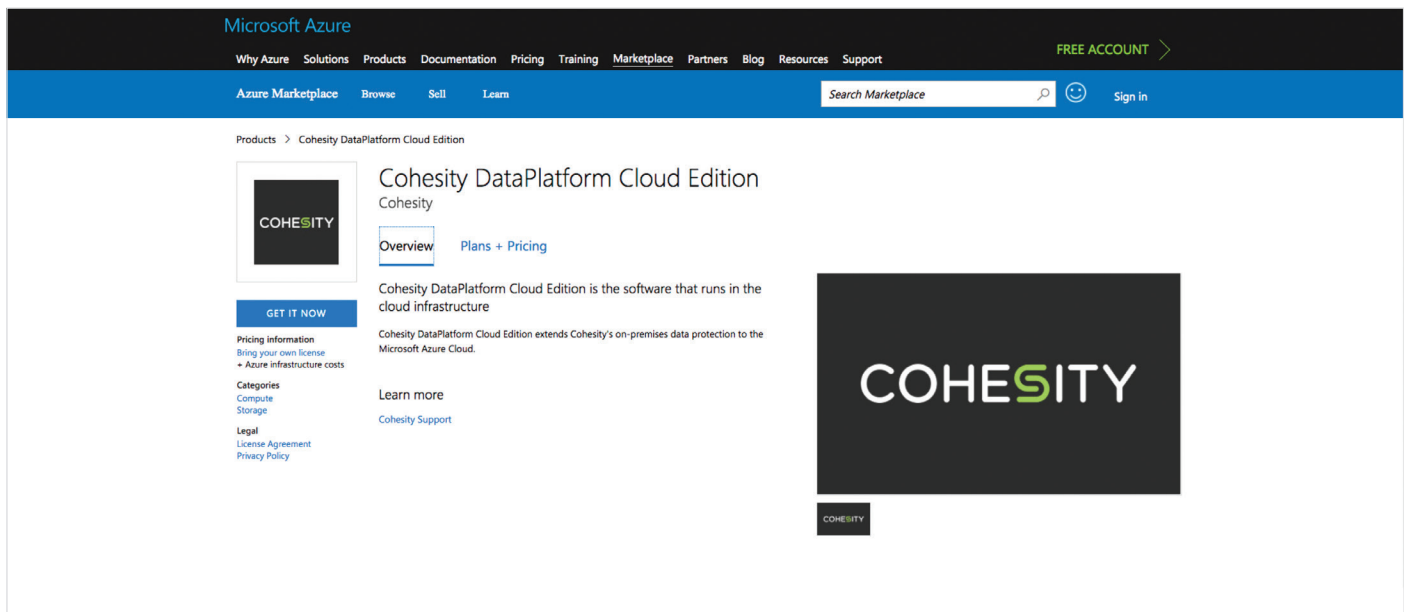 Microsoft Azure
FREE ACCOUNT
Why Azure Solutions Products Documentation Pricing Training Marketplace Partners Blog Resources Support
Azure Marketplace Browse Sell Learn Search Marketplace Sign in
Products > Cohesity DataPlatform Cloud Edition
COHESITY
GET IT NOW
Pricing information
Bring your own license
+ Azure infrastructure costs
Categories
Compute
Storage
Legal
License Agreement
Privacy Policy
Cohesity DataPlatform Cloud Edition
Cohesity
Overview Plans + Pricing
Cohesity DataPlatform Cloud Edition is the software that runs in the
cloud infrastructure
Cohesity DataPlatform Cloud Edition extends Cohesity's on-premises data protection to the
Microsoft Azure Cloud.
Learn more
Cohesity Support
COHESITY
COHESITY